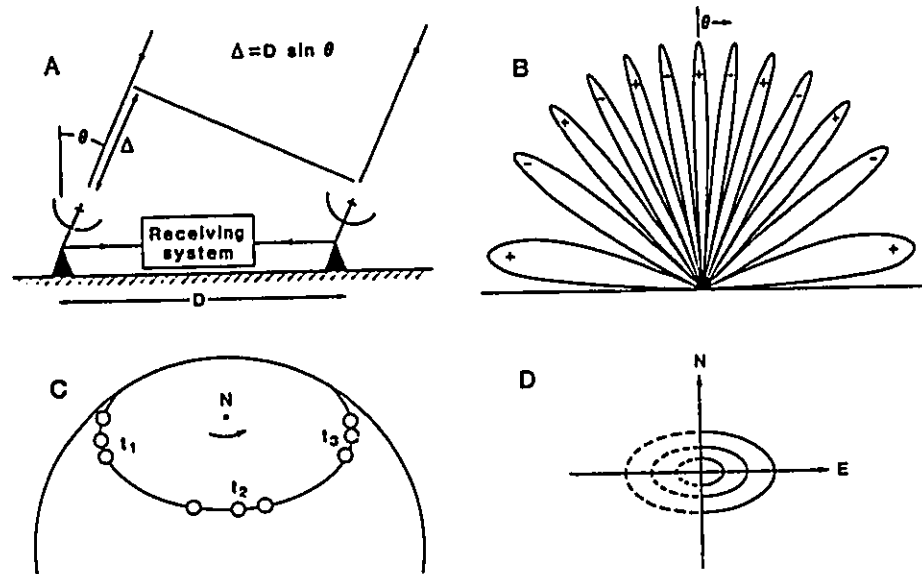 A
Δ=D sin θ
θ
Δ
Receiving
system
D
B
θ
+
-
+
-
+
-
+
-
+
-
+
-
+
C
N
t₁
t₂
t₃
D
N
E